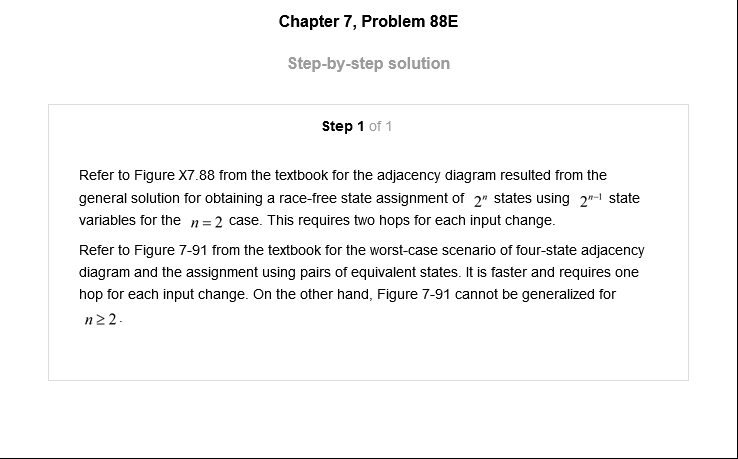 Chapter 7, Problem 88E
Step-by-step solution
Step 1 of 1
Refer to Figure X7.88 from the textbook for the adjacency diagram resulted from the
general solution for obtaining a race-free state assignment of 2ⁿ states using 2ⁿ⁻¹ state
variables for the n = 2 case. This requires two hops for each input change.
Refer to Figure 7-91 from the textbook for the worst-case scenario of four-state adjacency
diagram and the assignment using pairs of equivalent states. It is faster and requires one
hop for each input change. On the other hand, Figure 7-91 cannot be generalized for
n ≥ 2.